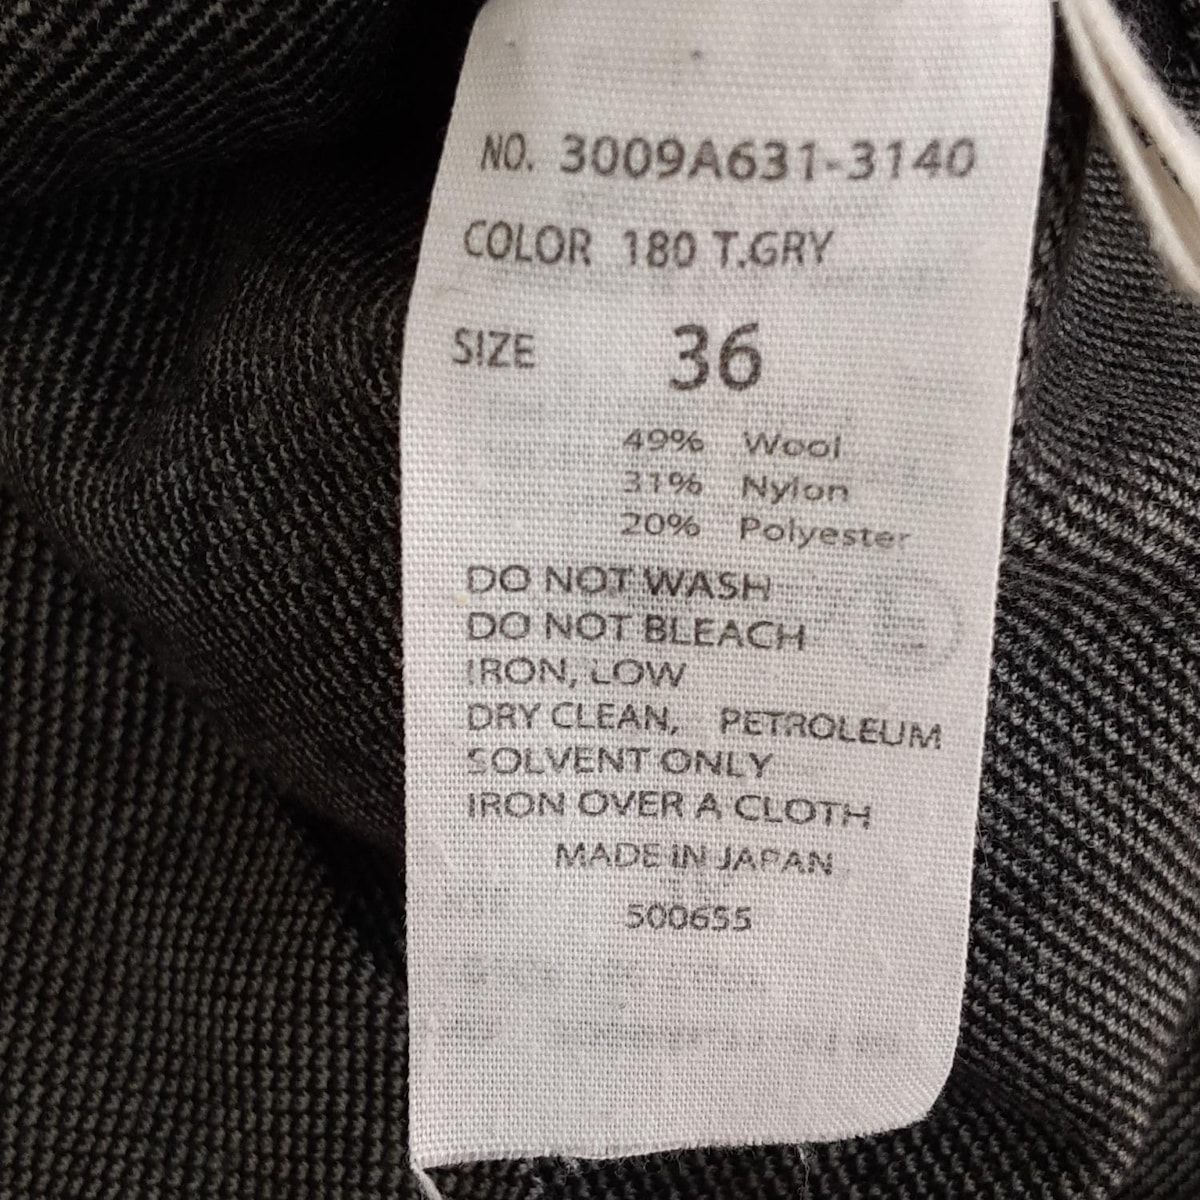 NO. 3009A631-3140
COLOR 180 T.GRY
SIZE 36
49% Wool
31% Nylon
20% Polyester
DO NOT WASH
DO NOT BLEACH
IRON, LOW
DRY CLEAN, PETROLEUM
SOLVENT ONLY
IRON OVER A CLOTH
MADE IN JAPAN
500655